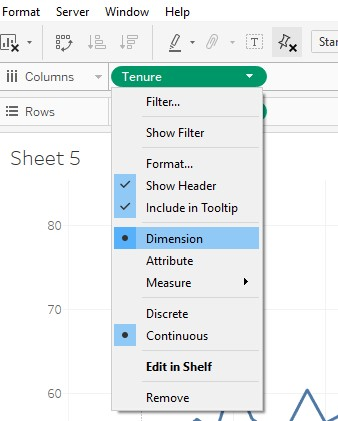 Format Server Window Help
T
Star
Columns Tenure
Rows
Filter...
Show Filter
Sheet 5
Format...
Show Header
Include in Tooltip
80
Dimension
Attribute
Measure
70
Discrete
Continuous
Edit in Shelf
60
Remove